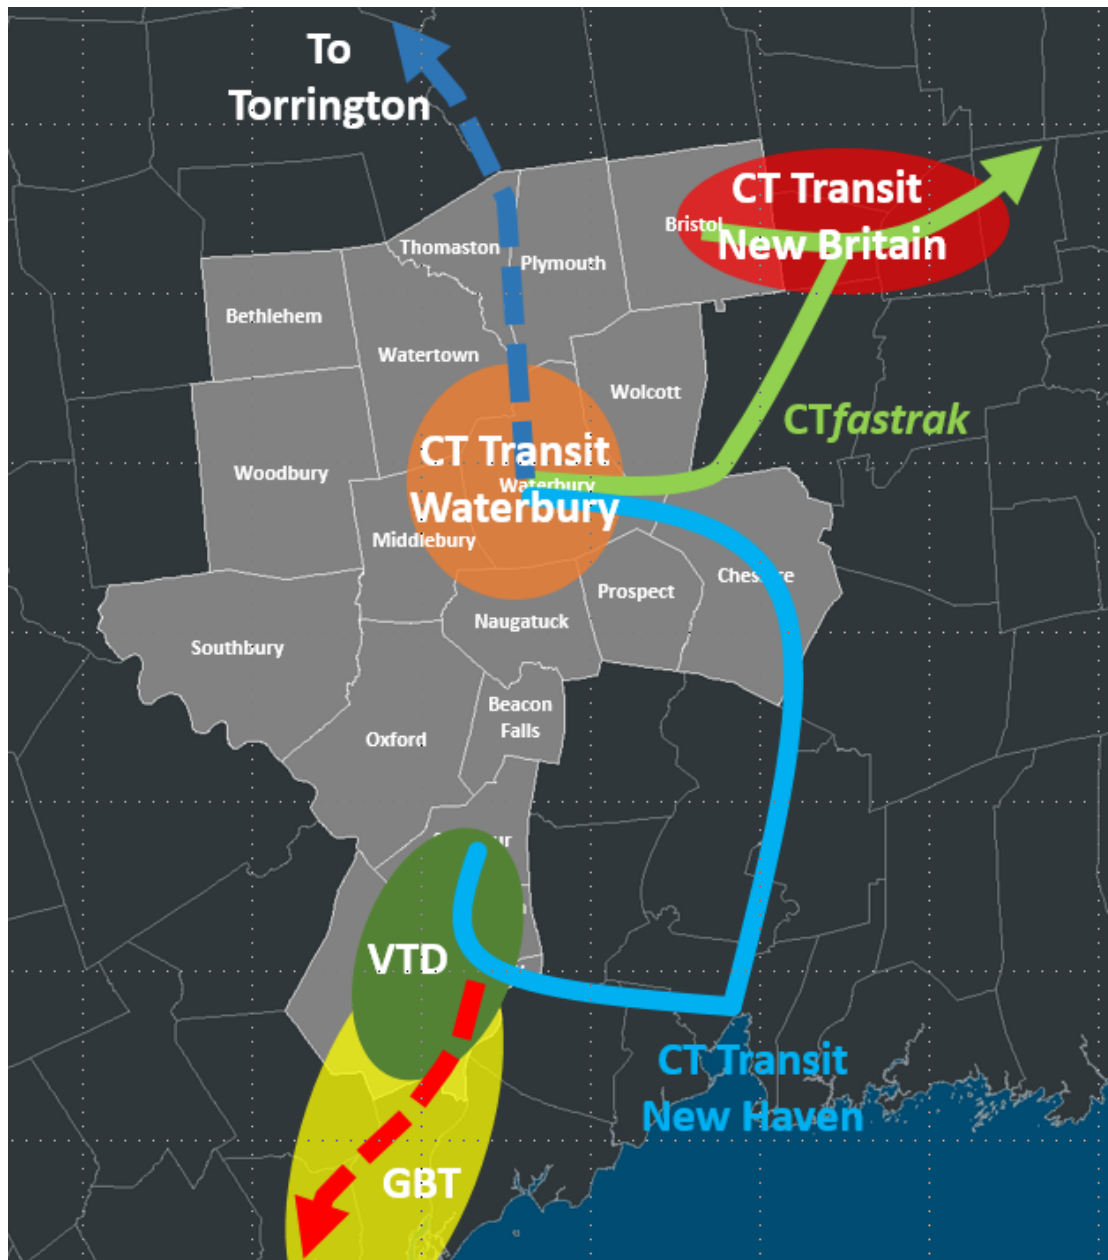 To
Torrington
CT Transit
New Britain
Bristol
Thomaston
Plymouth
Bethlehem
Watertown
Wolcott
CTfastrak
CT Transit
Waterbury
Waterbury
Woodbury
Middlebury
Cheshire
Prospect
Naugatuck
Southbury
Beacon
Falls
Oxford
VTD
CT Transit
New Haven
GBT